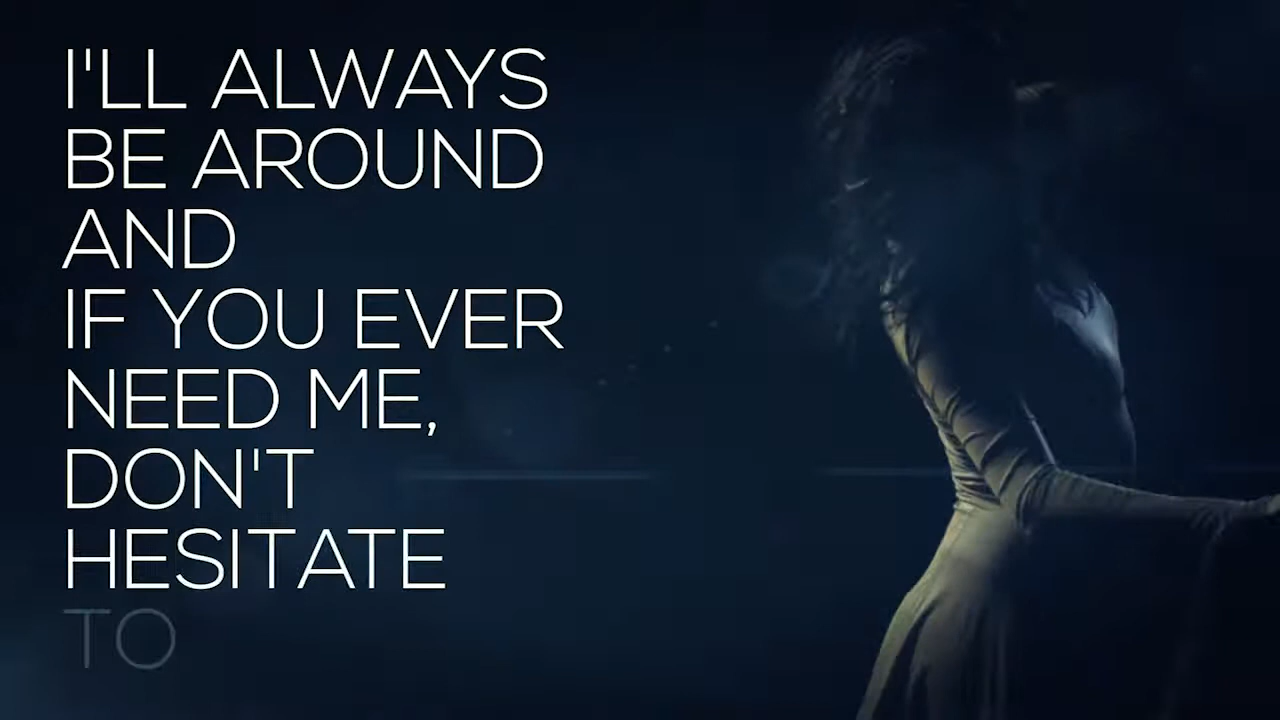 I'LL ALWAYS
BE AROUND
AND
IF YOU EVER
NEED ME,
DON'T
HESITATE
TO